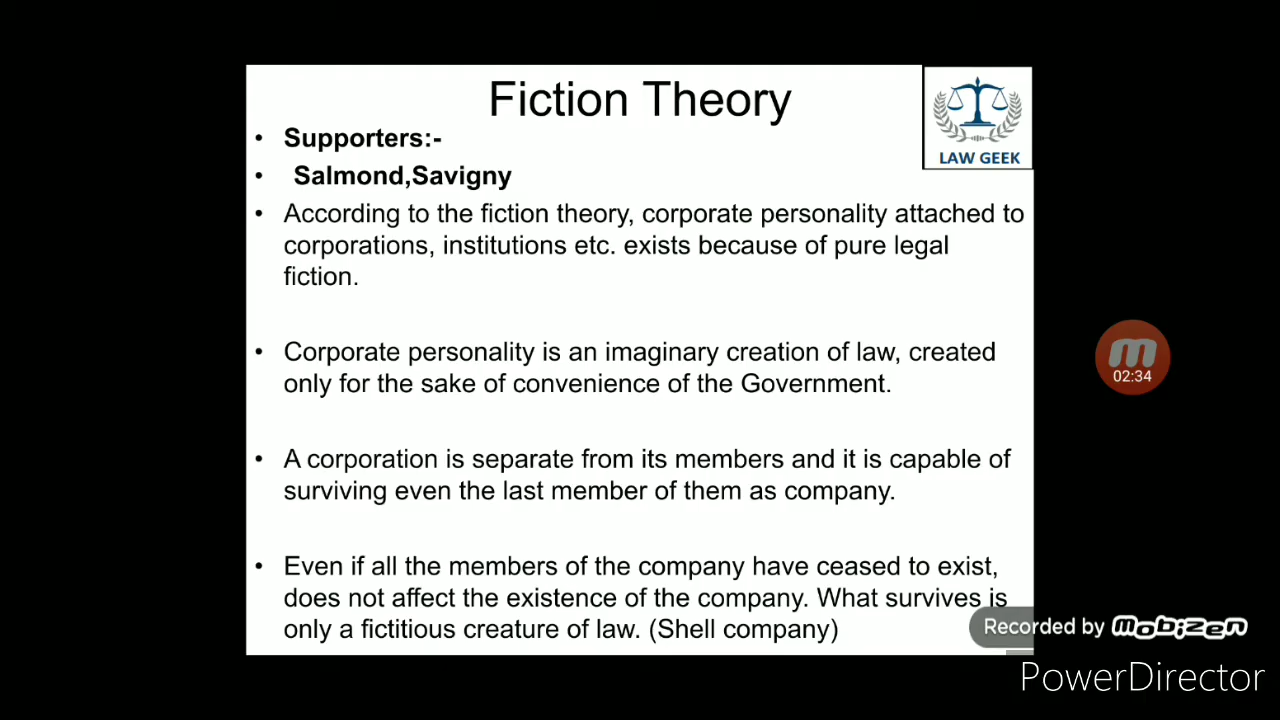 Fiction Theory
LAW GEEK
• Supporters:-
• Salmond,Savigny
• According to the fiction theory, corporate personality attached to
corporations, institutions etc. exists because of pure legal
fiction.
• Corporate personality is an imaginary creation of law, created
only for the sake of convenience of the Government.
• A corporation is separate from its members and it is capable of
surviving even the last member of them as company.
• Even if all the members of the company have ceased to exist,
does not affect the existence of the company. What survives is
only a fictitious creature of law. (Shell company)
02:34
Recorded by mobizen
PowerDirector